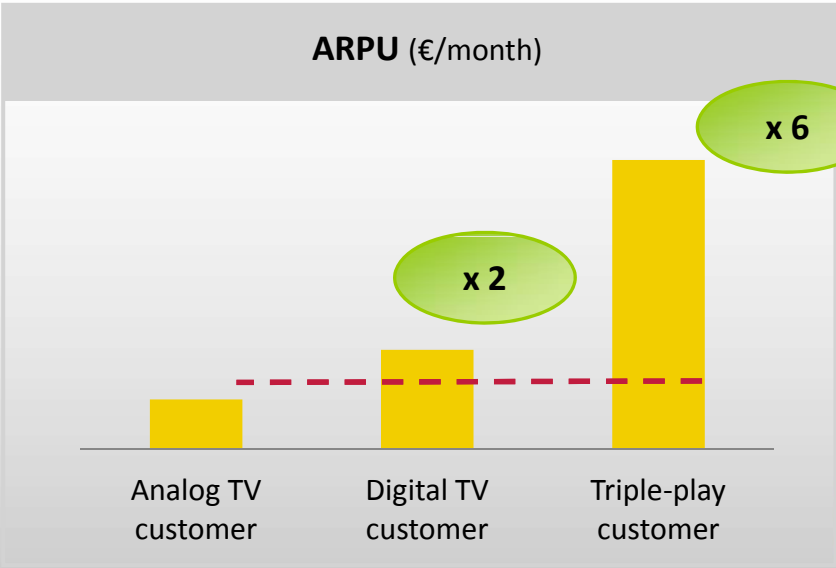 ARPU (€/month)
x 6
x 2
Analog TV
customer
Digital TV
customer
Triple-play
customer